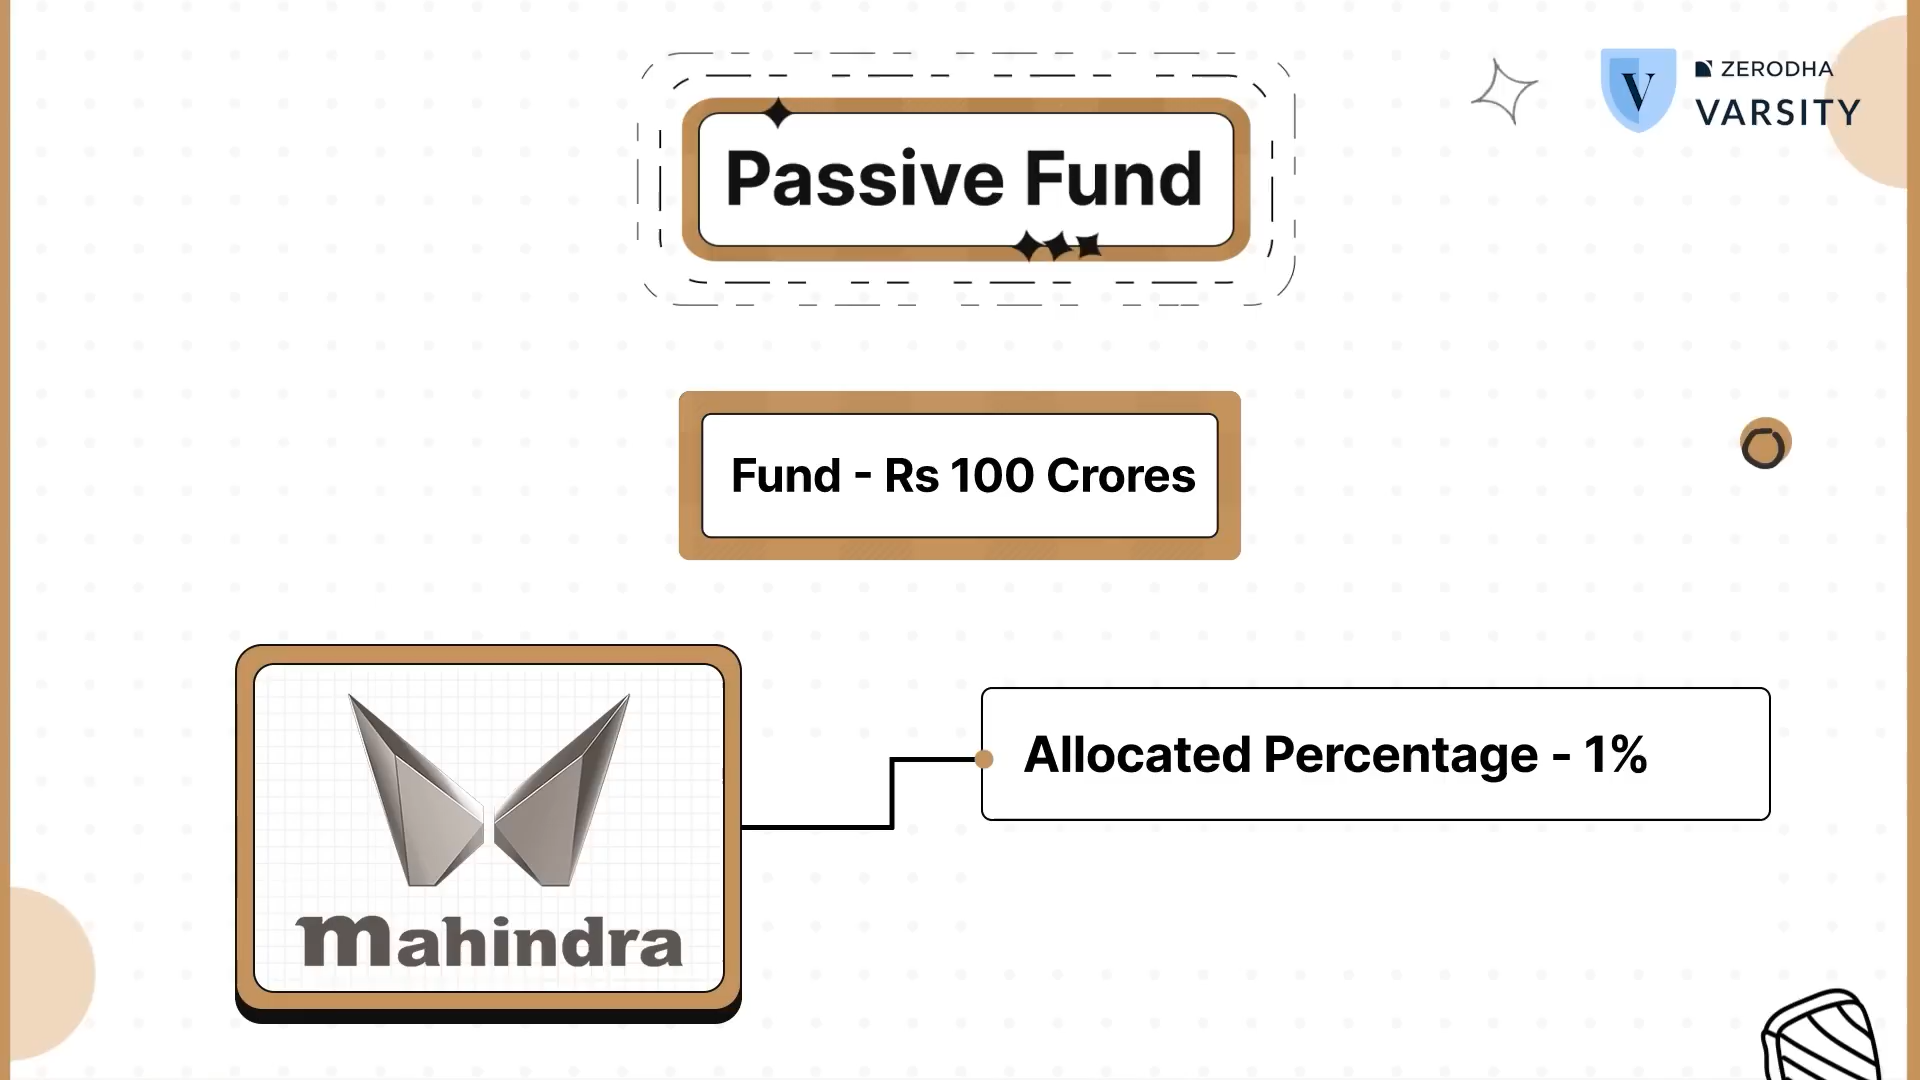 V
ZERODHA
VARSITY
Passive Fund
Fund - Rs 100 Crores
Allocated Percentage - 1%
mahindra